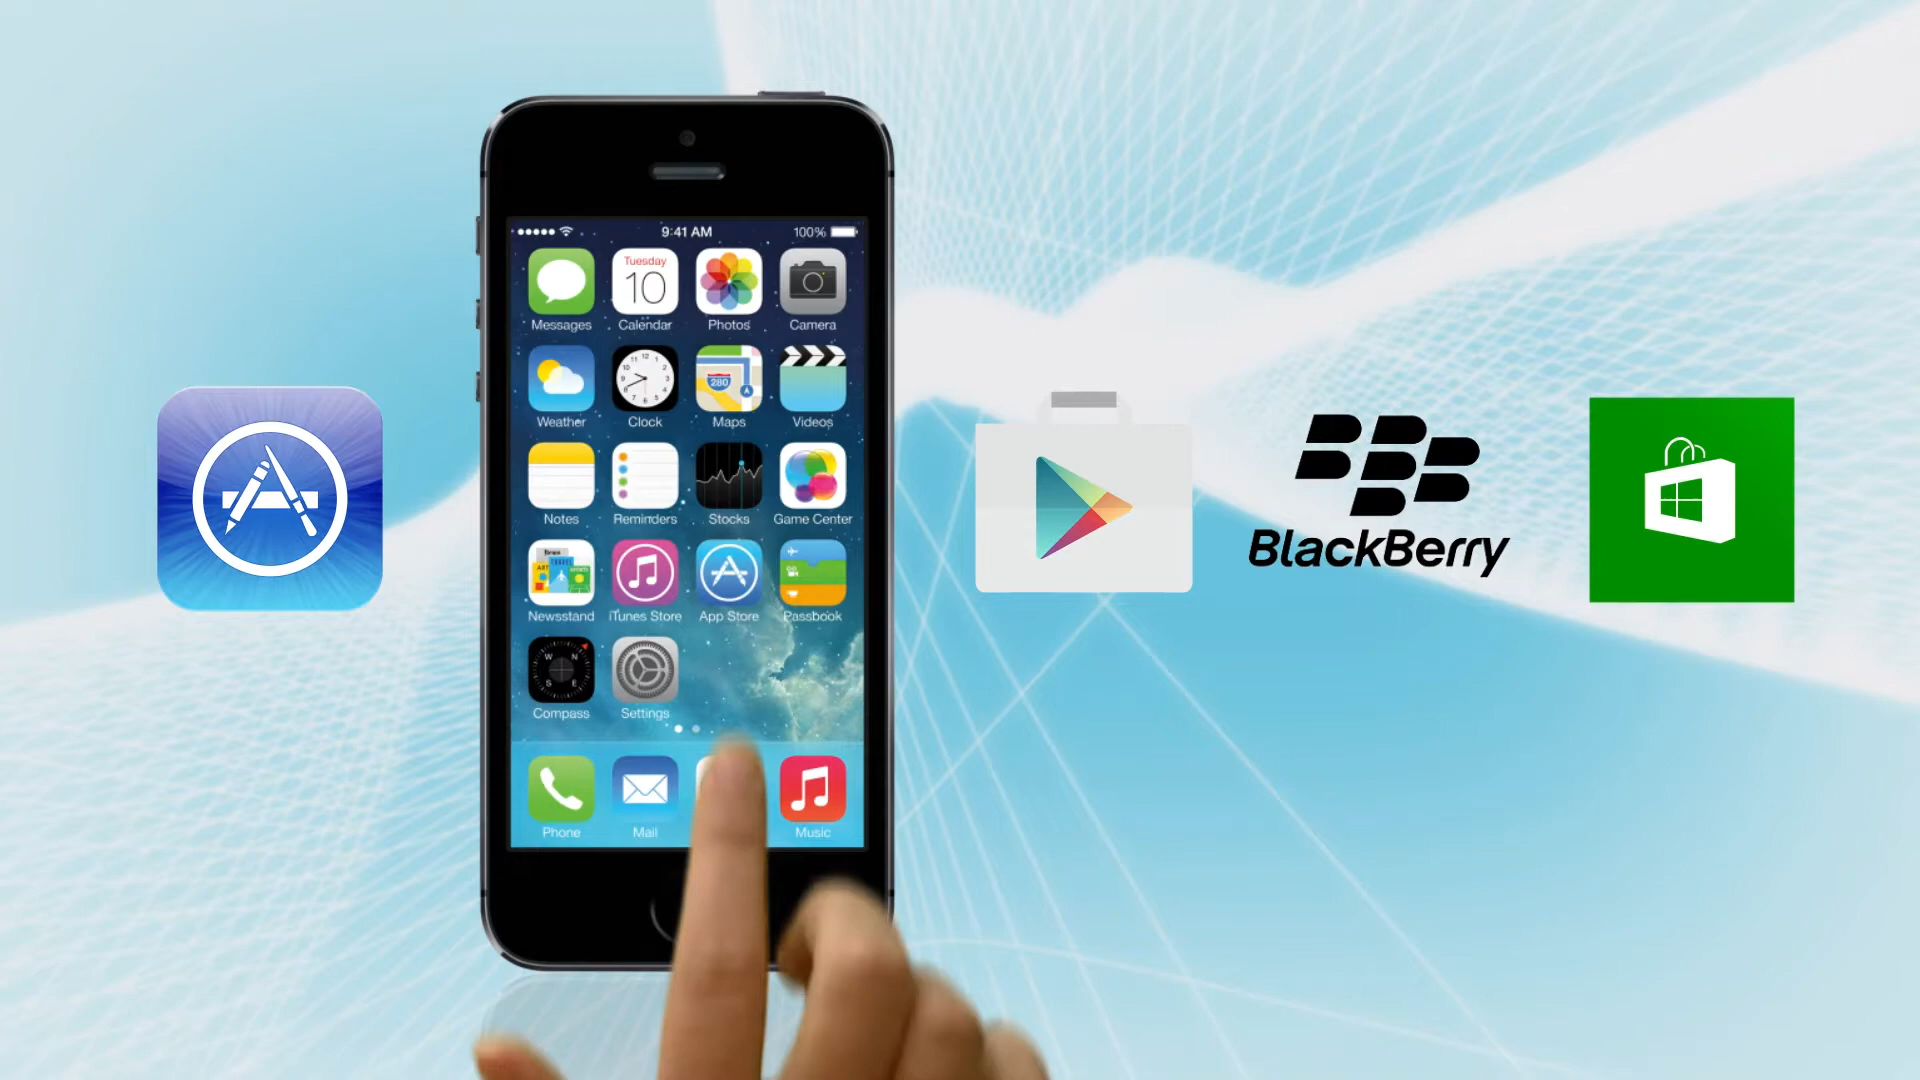 9:41 AM
100%
Tuesday
10
Messages
Calendar
Photos
Camera
280
Weather
Clock
Maps
Videos
Notes
Reminders
Stocks
Game Center
Newsstand
iTunes Store
App Store
Passbook
W N
S E
Compass
Settings
Phone
Mail
Music
BlackBerry